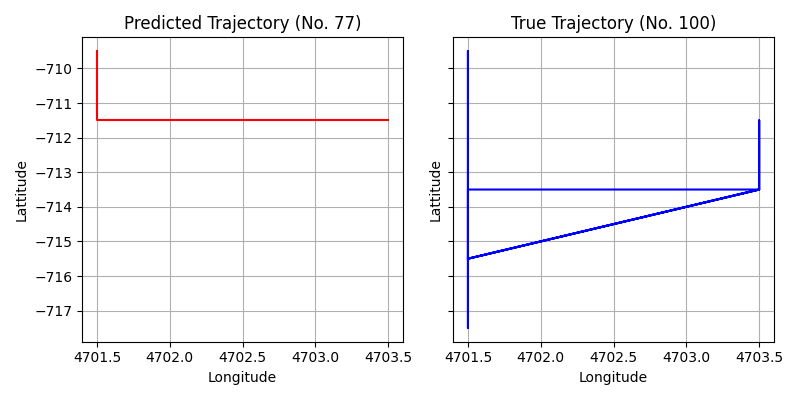 Predicted Trajectory (No. 77)
True Trajectory (No. 100)
−710
−711
−712
−713
−714
−715
−716
−717
Lattitude
Lattitude
4701.5 4702.0 4702.5 4703.0 4703.5
4701.5 4702.0 4702.5 4703.0 4703.5
Longitude
Longitude